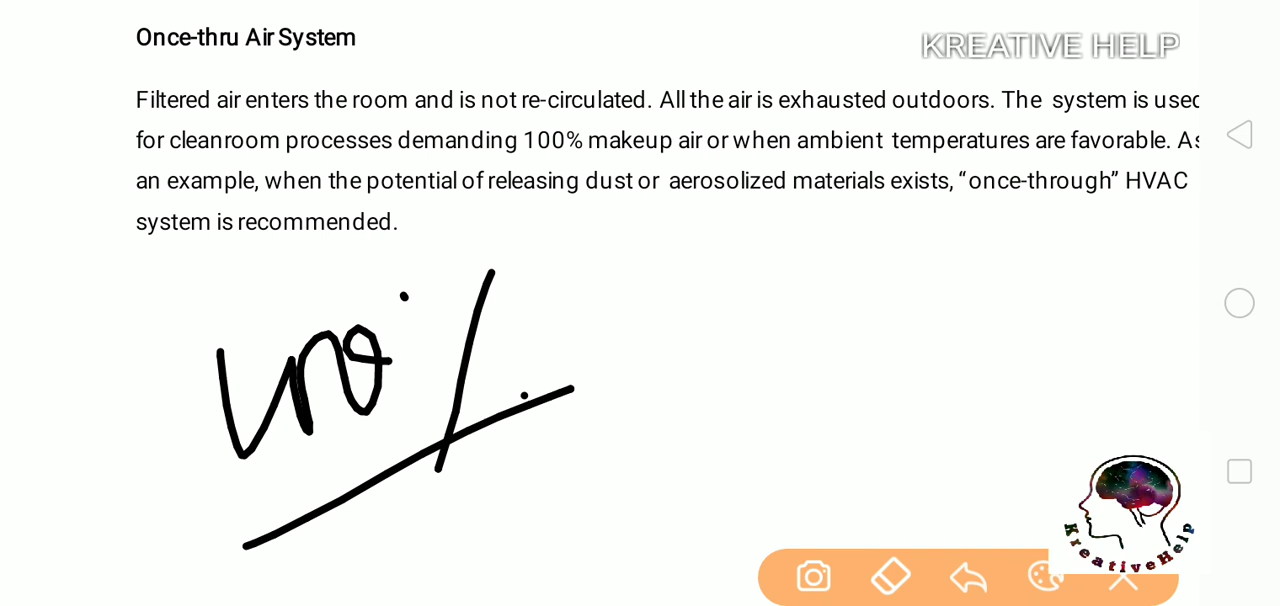 Once-thru Air System
KREATIVE HELP
Filtered air enters the room and is not re-circulated. All the air is exhausted outdoors. The system is used
for cleanroom processes demanding 100% makeup air or when ambient temperatures are favorable. As
an example, when the potential of releasing dust or aerosolized materials exists, “once-through” HVAC
system is recommended.
KreativeHelp